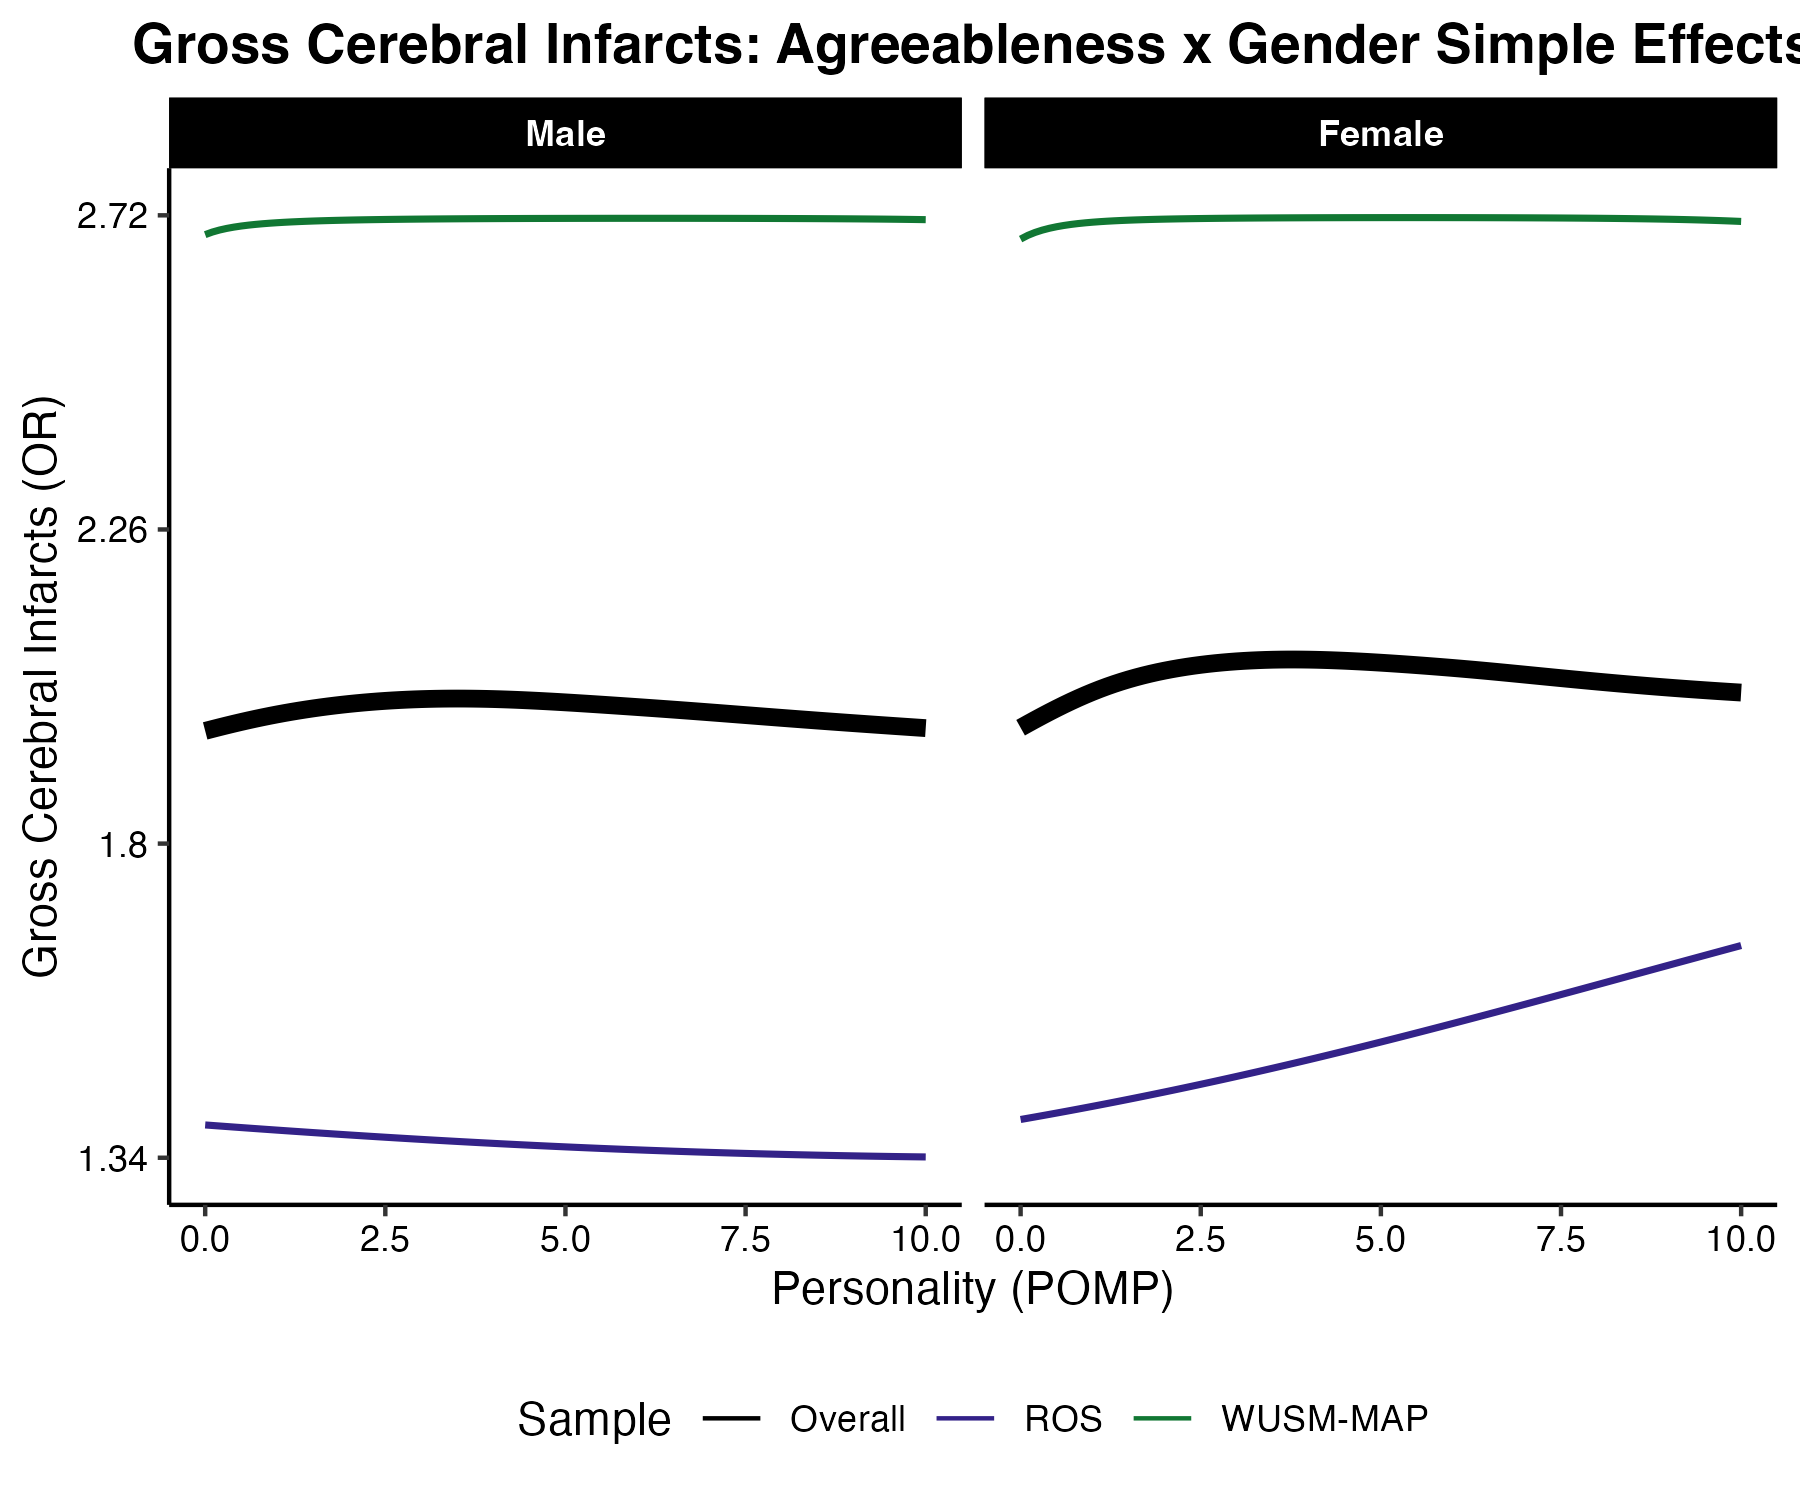 Gross Cerebral Infarcts: Agreeableness x Gender Simple Effects
Male
Female
Gross Cerebral Infarcts (OR)
2.72
2.26
1.8
1.34
0.0 2.5 5.0 7.5 10.0
0.0 2.5 5.0 7.5 10.0
Personality (POMP)
Sample Overall ROS WUSM-MAP